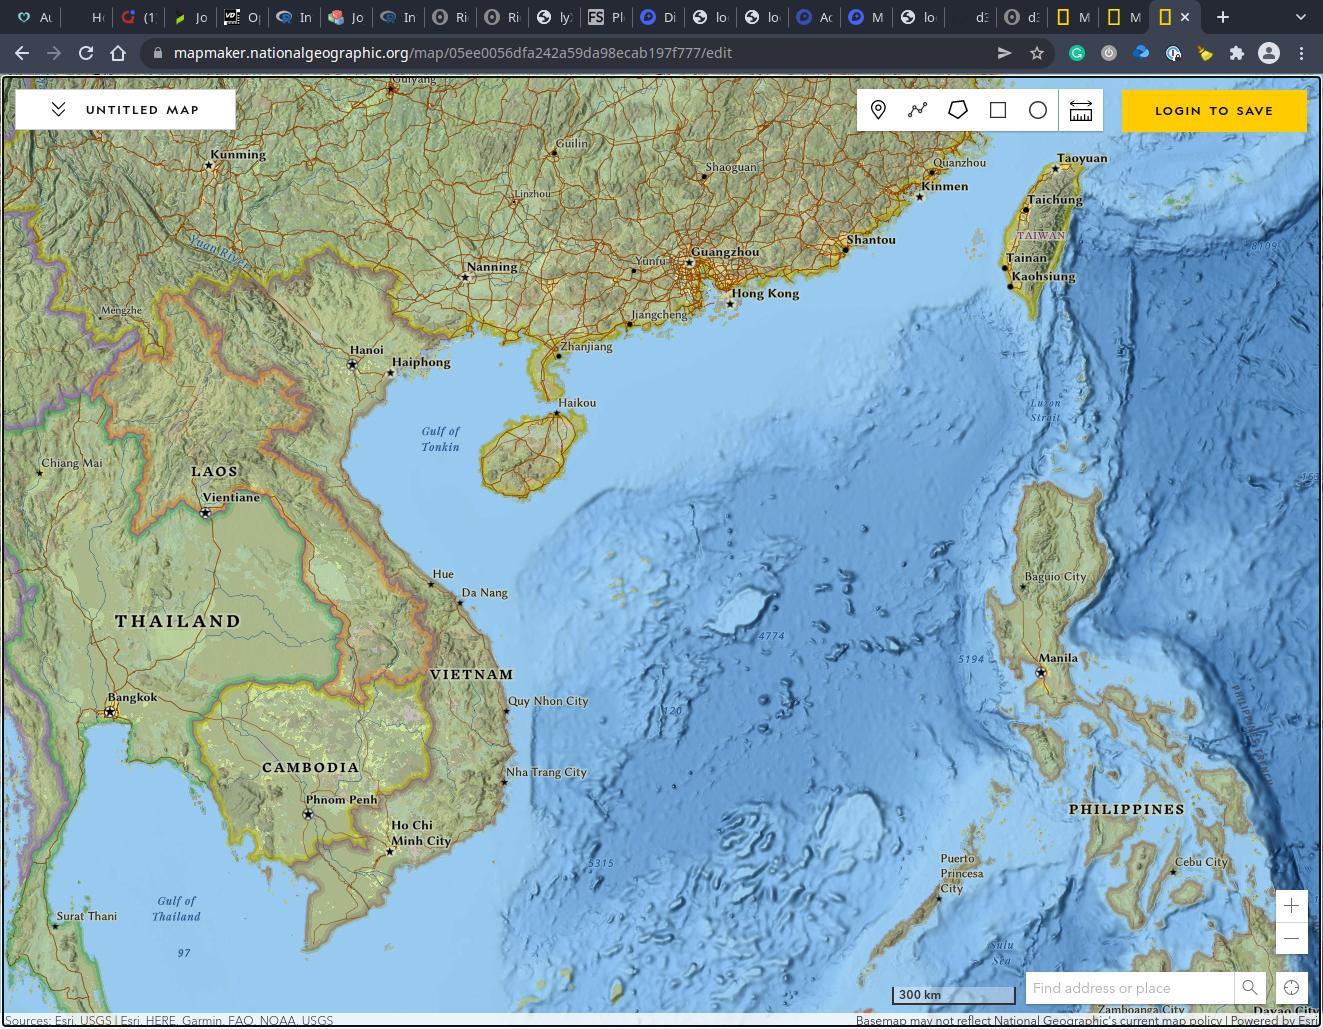 Au
Ho
(1
Jo
O
In
Jo
In
Ri
Ri
ly
Pl
Di
lo
lo
Ac
M
lo
d3
d3
M
M
mapmaker.nationalgeographic.org/map/05ee0056dfa242a59da98ecab197f777/edit
UNTITLED MAP
LOGIN TO SAVE
Guiyang
Kunming
Guilin
Shaoguan
Quanzhou
Taoyuan
Linzhou
Kinmen
Taichung
Yuan River
TAIWAN
Shantou
8109
Guangzhou
Tainan
Nanning
Yunfu
Kaohsiung
Hong Kong
Mengzhe
Jiangcheng
Hanoi
Haiphong
Zhanjiang
Haikou
Luzon
Strait
Gulf of
Tonkin
Chiang Mai
LAOS
Vientiane
Hue
Baguio City
Da Nang
THAILAND
4774
5194
Manila
VIETNAM
Bangkok
Quy Nhon City
120
CAMBODIA
Nha Trang City
Phnom Penh
PHILIPPINES
Ho Chi
Minh City
5315
Puerto
Princesa
City
Cebu City
Gulf of
Thailand
Surat Thani
97
Sulu
Sea
300 km
Find address or place
Zamboanga City
Davao City
Sources: Esri, USGS | Esri, HERE, Garmin, FAO, NOAA, USGS
Basemap may not reflect National Geographic's current map policy | Powered by Esri